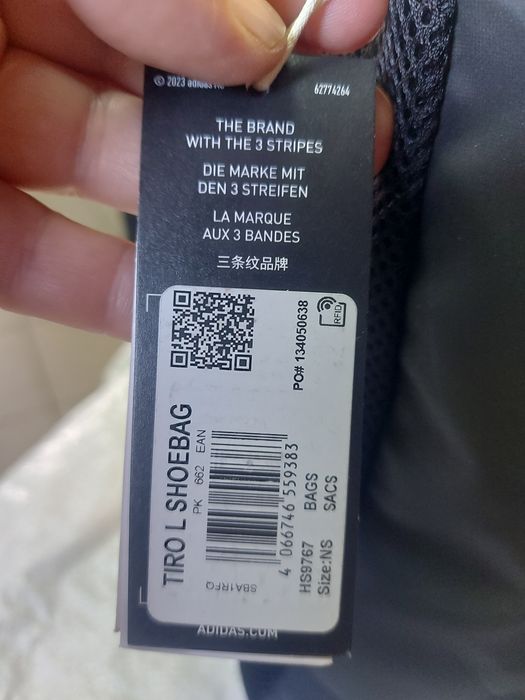 © 2023 adidas AG
62774264
THE BRAND
WITH THE 3 STRIPES
DIE MARKE MIT
DEN 3 STREIFEN
LA MARQUE
AUX 3 BANDES
三条纹品牌
RFID
PO# 134050638
TIRO L SHOEBAG
PK 662 EAN
4 066746 559383
HS9767 BAGS
Size:NS SACS
SBA1RFQ
ADIDAS.COM